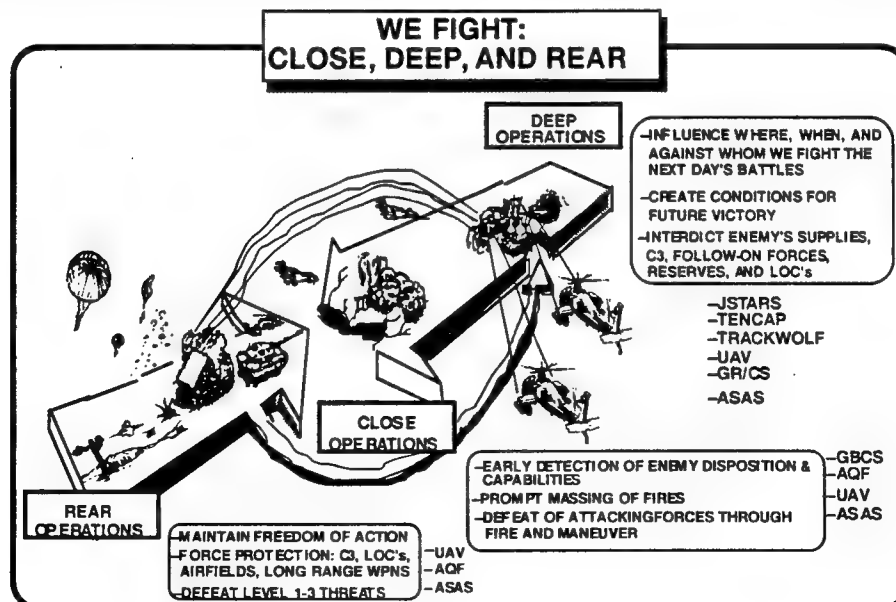 WE FIGHT:
CLOSE, DEEP, AND REAR
DEEP
OPERATIONS
–INFLUENCE WHERE, WHEN, AND
AGAINST WHOM WE FIGHT THE
NEXT DAY'S BATTLES
–CREATE CONDITIONS FOR
FUTURE VICTORY
–INTERDICT ENEMY'S SUPPLIES,
C3, FOLLOW-ON FORCES,
RESERVES, AND LOC's
–JSTARS
–TENCAP
–TRACKWOLF
–UAV
–GR/CS
–ASAS
CLOSE
OPERATIONS
–EARLY DETECTION OF ENEMY DISPOSITION &
CAPABILITIES
–PROMPT MASSING OF FIRES
–DEFEAT OF ATTACKINGFORCES THROUGH
FIRE AND MANEUVER
–GBCS
–AQF
–UAV
–ASAS
REAR
OPERATIONS
–MAINTAIN FREEDOM OF ACTION
–FORCE PROTECTION: C3, LOC's,
AIRFIELDS, LONG RANGE WPNS
–DEFEAT LEVEL 1-3 THREATS
–UAV
–AQF
–ASAS